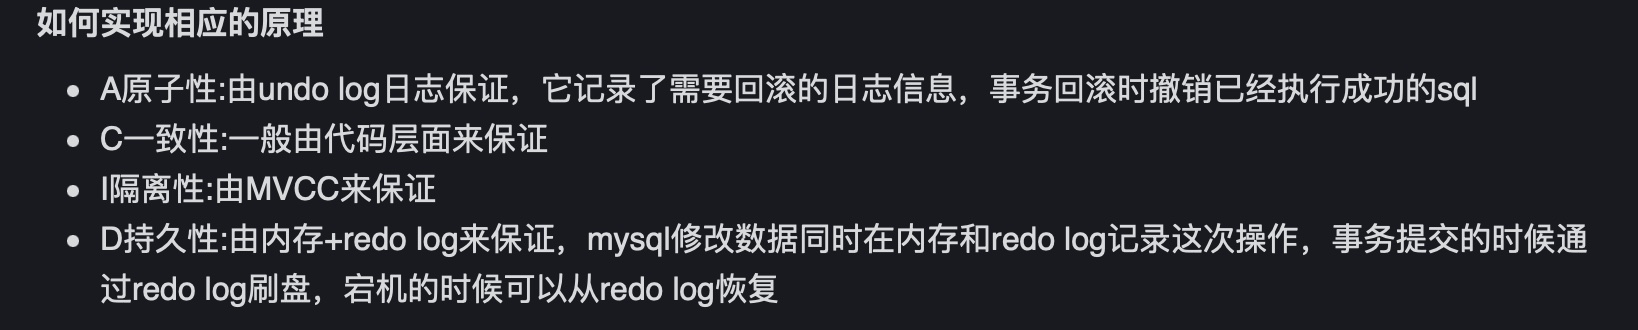 如何实现相应的原理
A原子性:由undo log日志保证，它记录了需要回滚的日志信息，事务回滚时撤销已经执行成功的sql
C一致性:一般由代码层面来保证
I隔离性:由MVCC来保证
D持久性:由内存+redo log来保证，mysql修改数据同时在内存和redo log记录这次操作，事务提交的时候通
过redo log刷盘，宕机的时候可以从redo log恢复